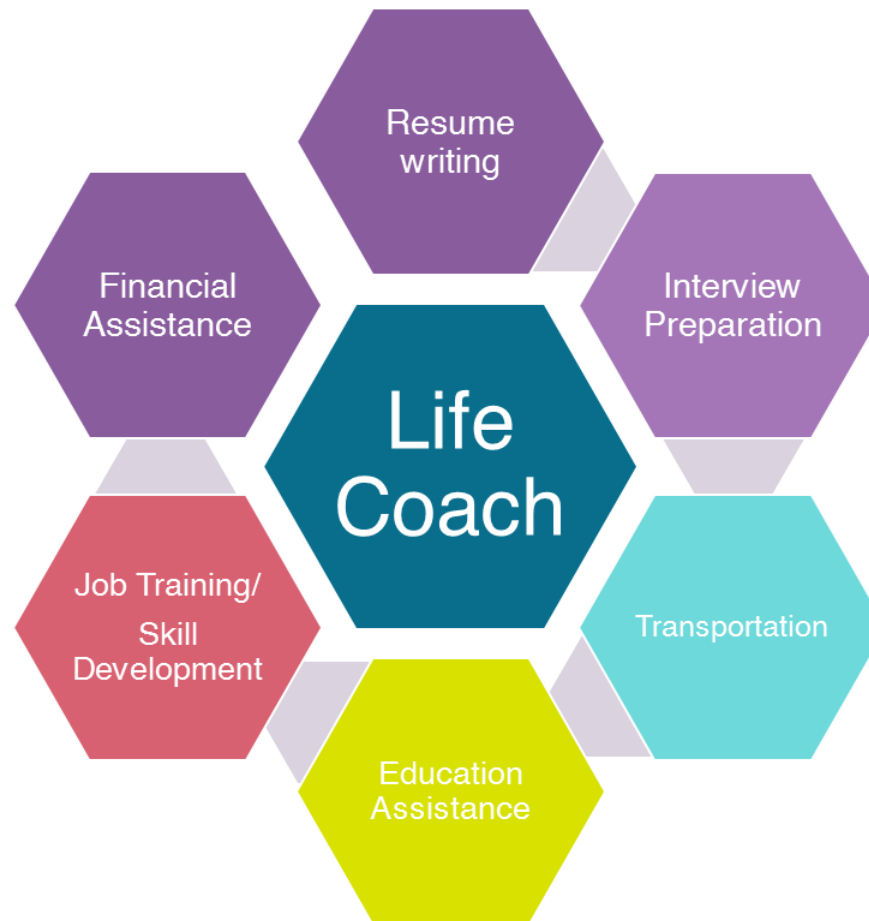 Resume
writing
Financial
Assistance
Interview
Preparation
Life
Coach
Job Training/
Skill
Development
Transportation
Education
Assistance